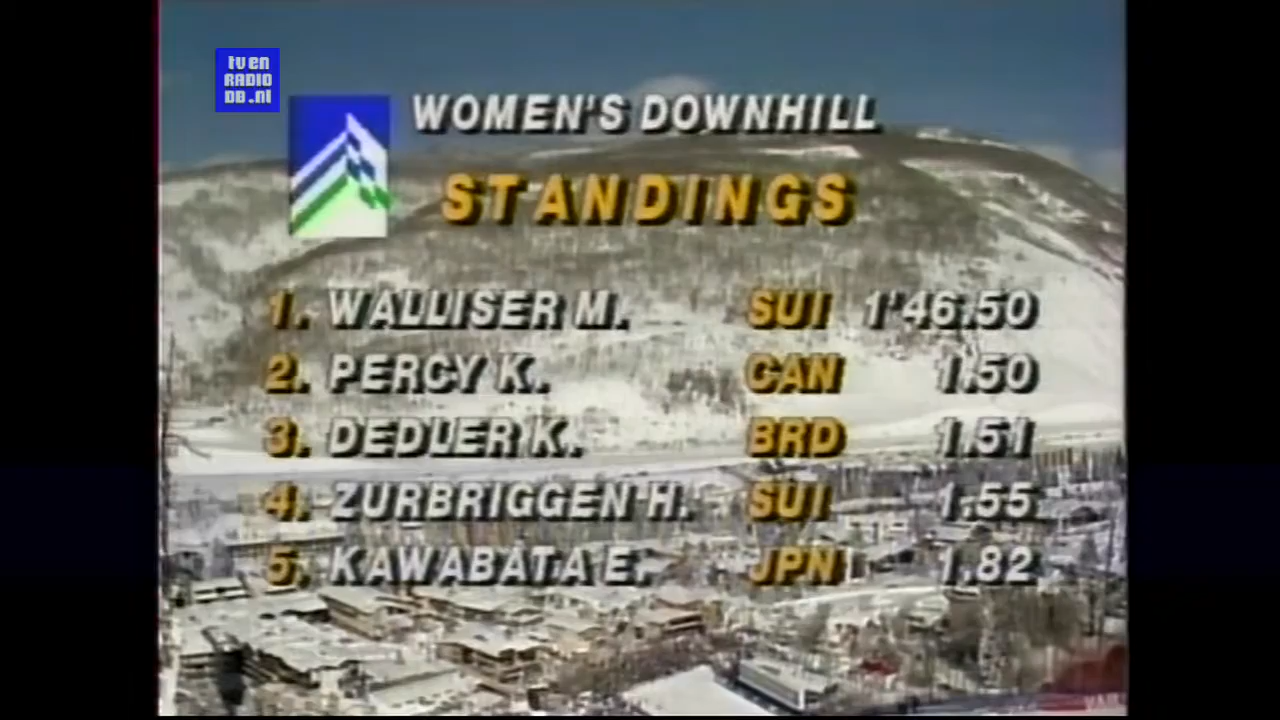 tv en
RADIO
DB.nl
WOMEN'S DOWNHILL
STANDINGS
1. WALLISER M. SUI 1'46.50
2. PERCY K. CAN 1.50
3. DEDLER K. BRD 1.51
4. ZURBRIGGEN H. SUI 1.55
5. KAWABATA E. JPN 1.82